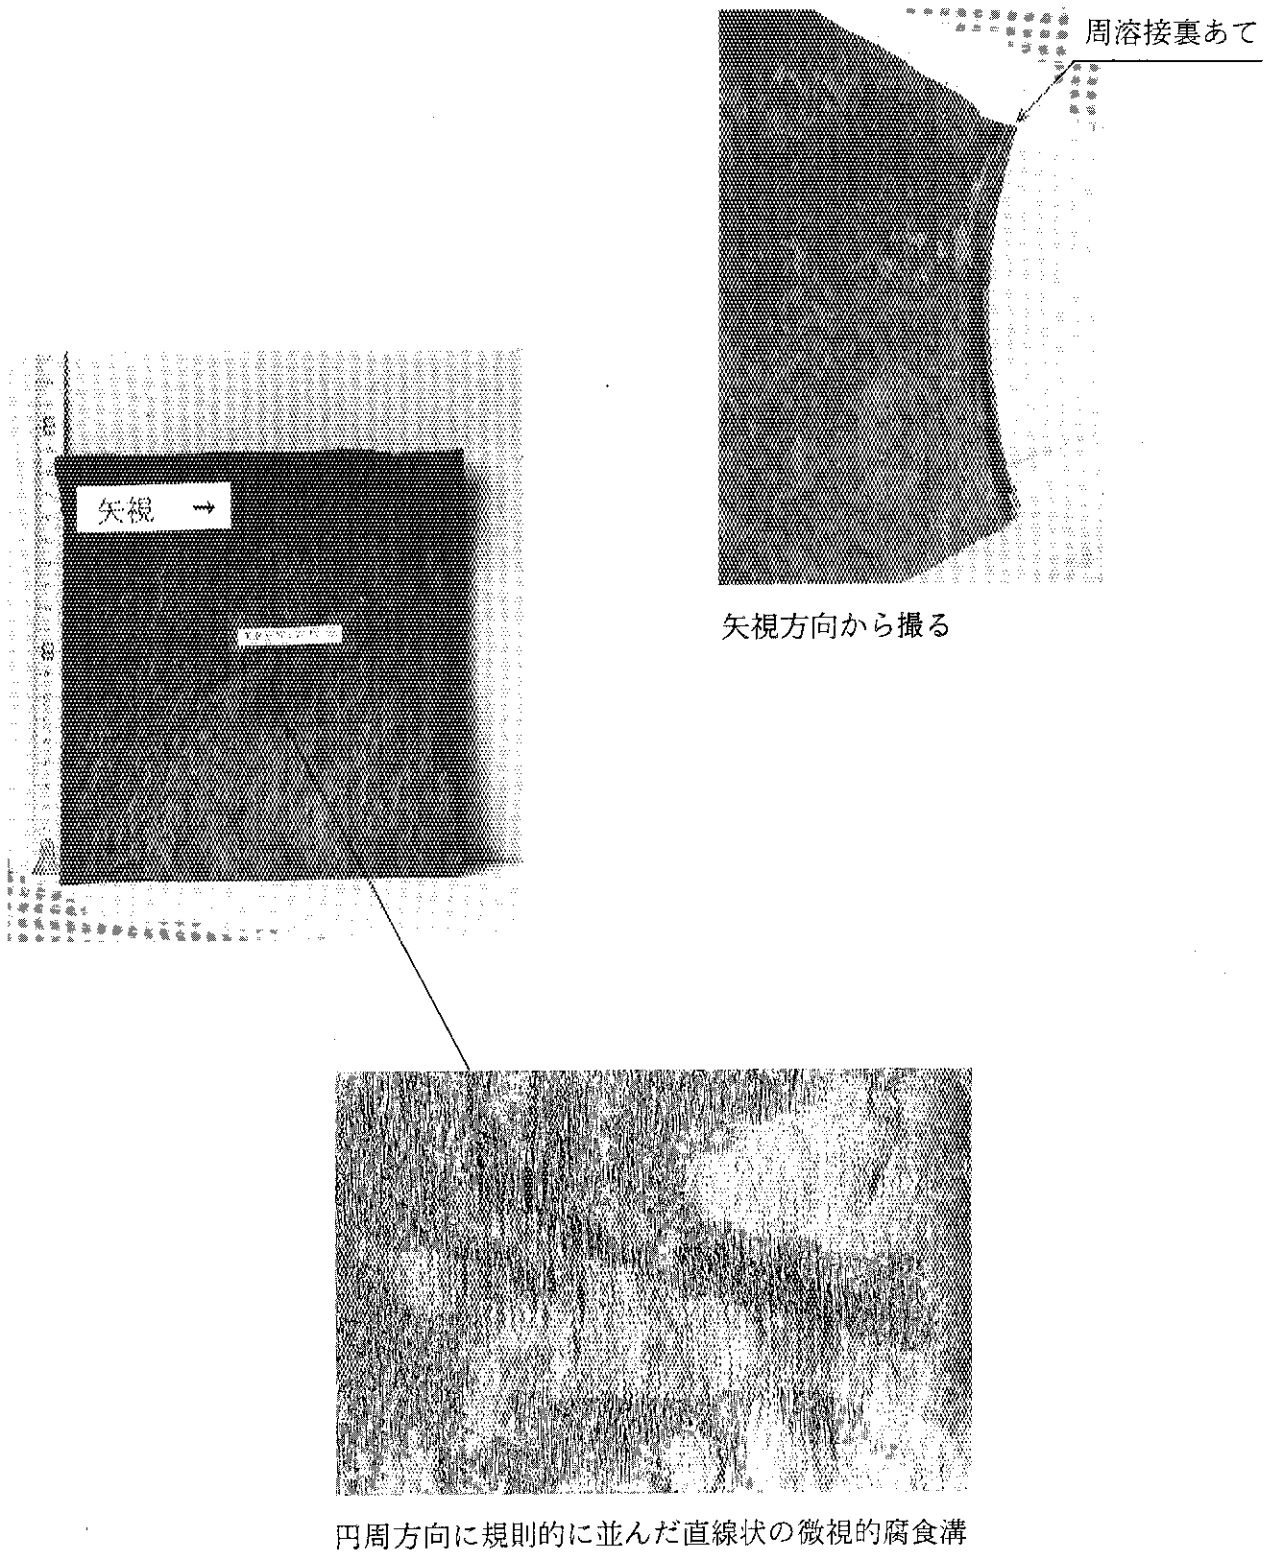 周溶接裏あて
矢視 →
矢視方向から撮る
円周方向に規則的に並んだ直線状の微視的腐食溝